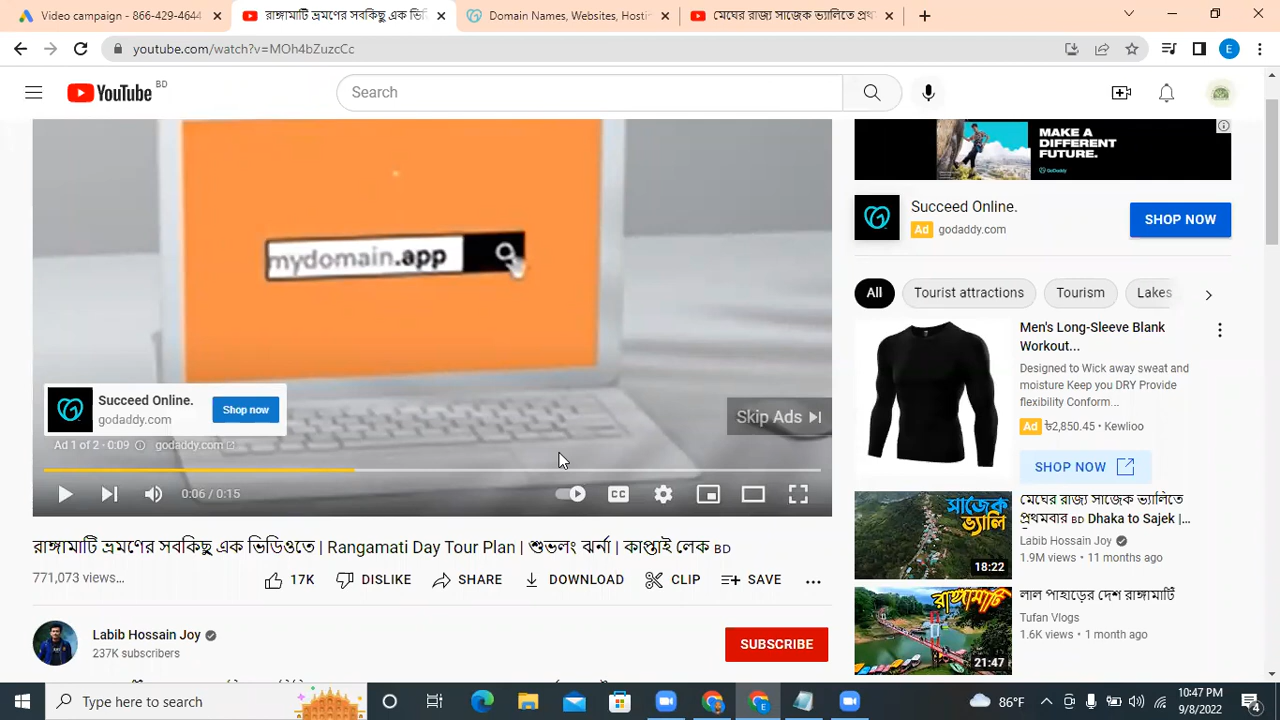 Video campaign - 866-429-4644
রাঙ্গামাটি ভ্রমণের সবকিছু এক ভিডি
Domain Names, Websites, Hosti
মেঘের রাজ্য সাজেক ভ্যালিতে প্রথ
youtube.com/watch?v=MOh4bZuzcCc
E
YouTube BD
Search
mydomain.app
MAKE A
DIFFERENT
FUTURE.
GoDaddy
Succeed Online.
Ad godaddy.com
SHOP NOW
All
Tourist attractions
Tourism
Lakes
Men's Long-Sleeve Blank
Workout...
Designed to Wick away sweat and
moisture Keep you DRY Provide
flexibility Conform...
Ad ৳2,850.45 • Kewlioo
SHOP NOW
Succeed Online.
godaddy.com
Shop now
Skip Ads
Ad 1 of 2 · 0:09
godaddy.com
0:06 / 0:15
CC
রাঙ্গামাটি ভ্রমণের সবকিছু এক ভিডিওতে | Rangamati Day Tour Plan | শুভলং ঝর্না | কাপ্তাই লেক BD
771,073 views...
17K
DISLIKE
SHARE
DOWNLOAD
CLIP
SAVE
...
Labib Hossain Joy
237K subscribers
SUBSCRIBE
সাজেক
ভ্যালি
18:22
মেঘের রাজ্য সাজেক ভ্যালিতে
প্রথমবার BD Dhaka to Sajek |...
Labib Hossain Joy
1.9M views • 11 months ago
রাঙ্গামাটি
21:47
লাল পাহাড়ের দেশ রাঙ্গামাটি
Tufan Vlogs
1.6K views • 1 month ago
Type here to search
86°F
10:47 PM
9/8/2022
4